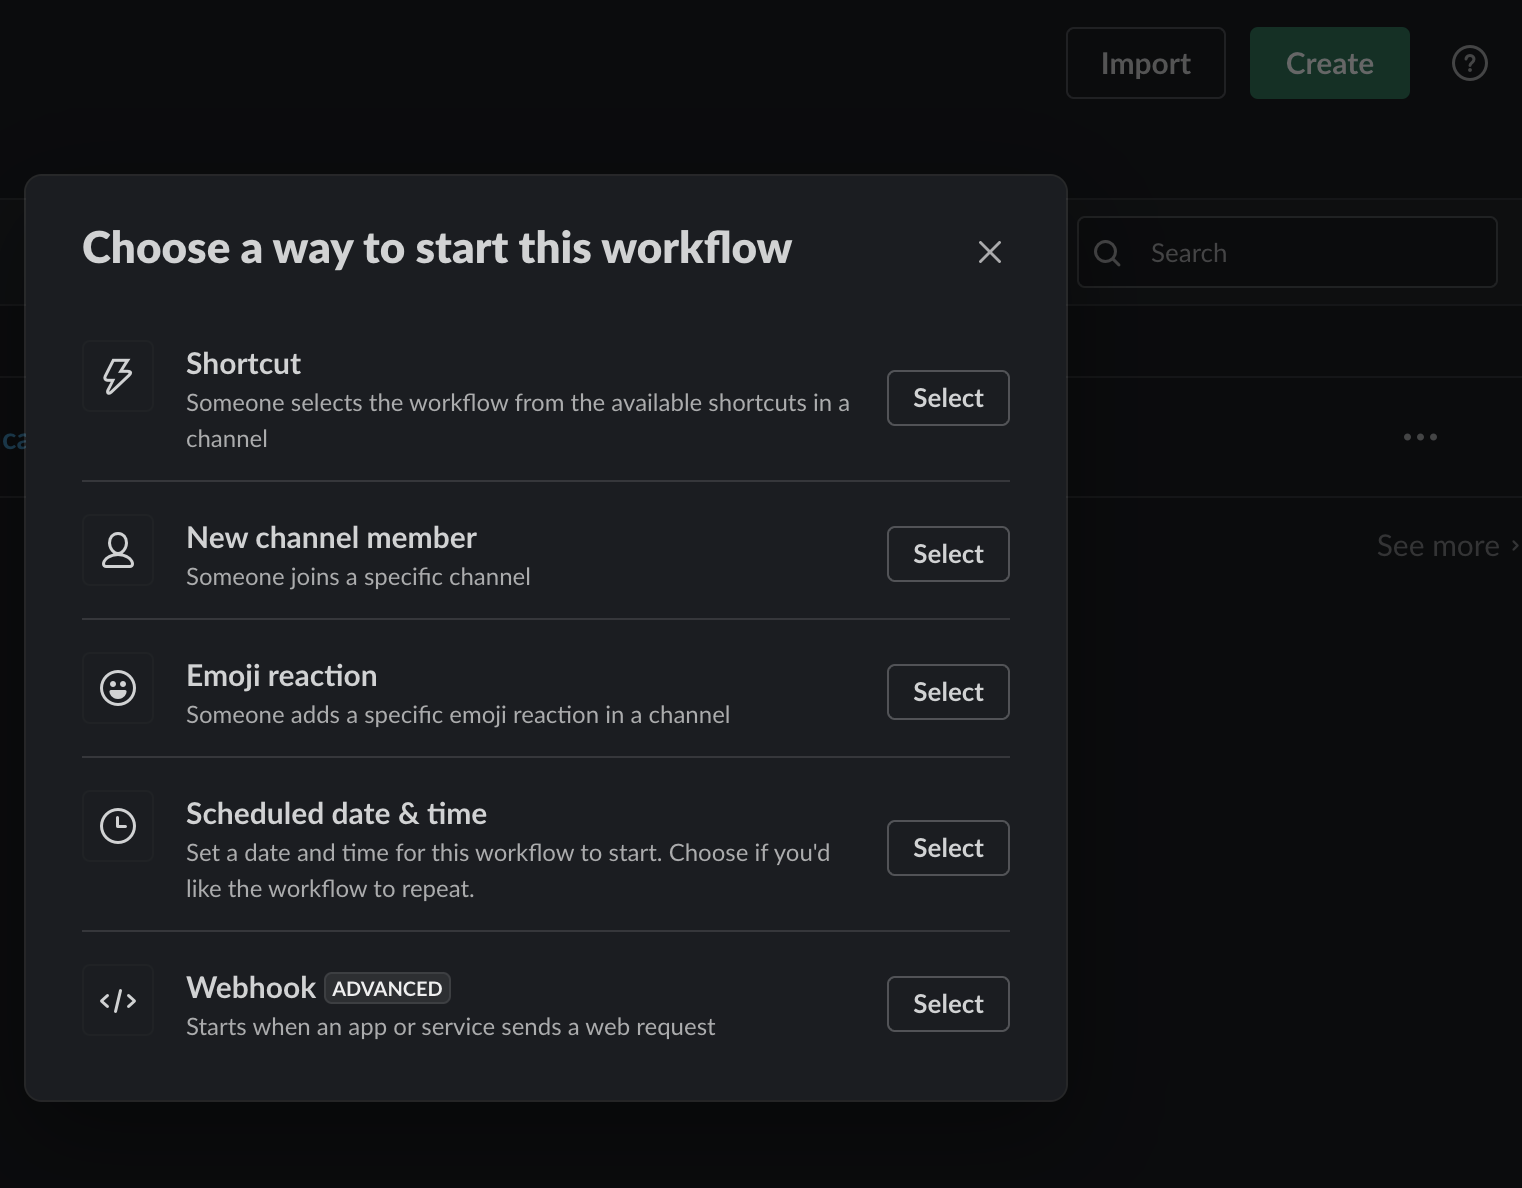 Import
Create
Choose a way to start this workflow
Search
Shortcut
Someone selects the workflow from the available shortcuts in a
channel
Select
ca
New channel member
Someone joins a specific channel
Select
See more
Emoji reaction
Someone adds a specific emoji reaction in a channel
Select
Scheduled date & time
Set a date and time for this workflow to start. Choose if you'd
like the workflow to repeat.
Select
Webhook ADVANCED
Starts when an app or service sends a web request
Select